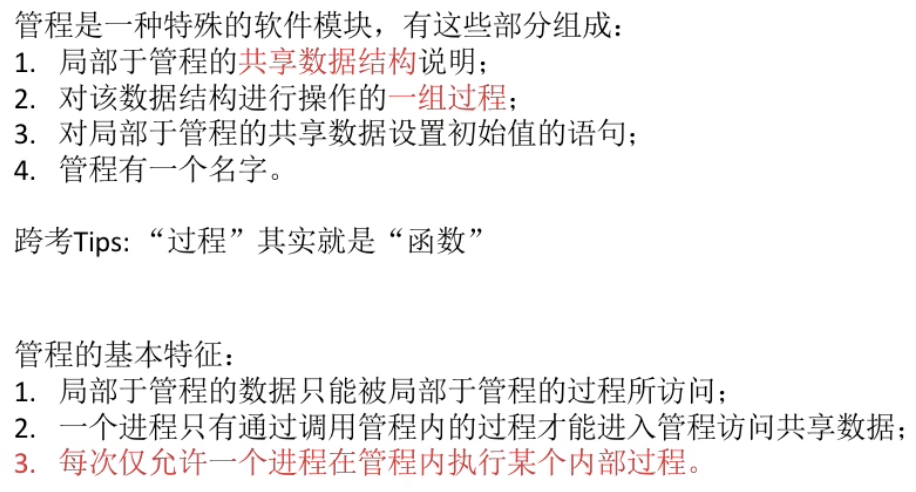 管程是一种特殊的软件模块，有这些部分组成：
1. 局部于管程的共享数据结构说明；
2. 对该数据结构进行操作的一组过程；
3. 对局部于管程的共享数据设置初始值的语句；
4. 管程有一个名字。
跨考Tips: “过程”其实就是“函数”
管程的基本特征：
1. 局部于管程的数据只能被局部于管程的过程所访问；
2. 一个进程只有通过调用管程内的过程才能进入管程访问共享数据；
3. 每次仅允许一个进程在管程内执行某个内部过程。